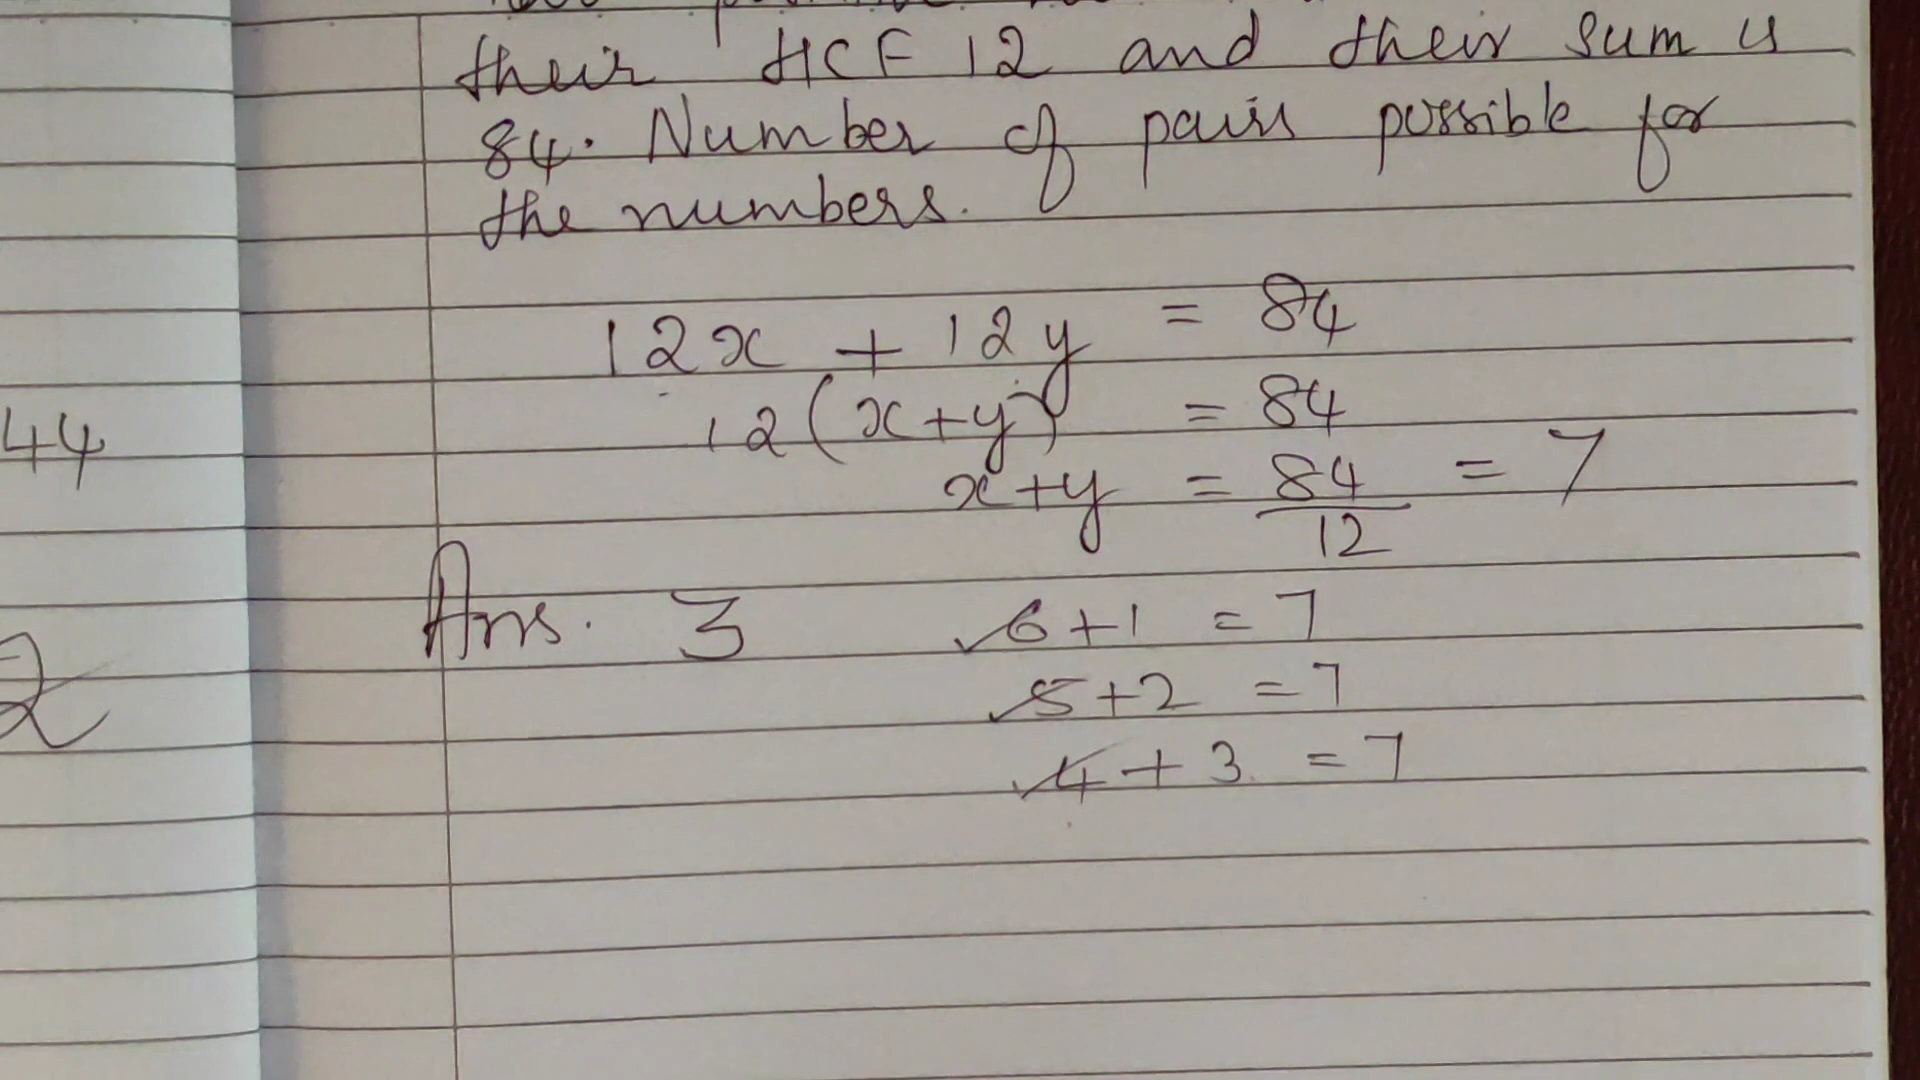 their HCF 12 and their sum is
84. Number of pairs possible for
the numbers.
12x + 12y = 84
12(x+y) = 84
44
x+y = 84/12 = 7
Ans. 3 6+1 = 7
2
5+2 = 7
4+3 = 7